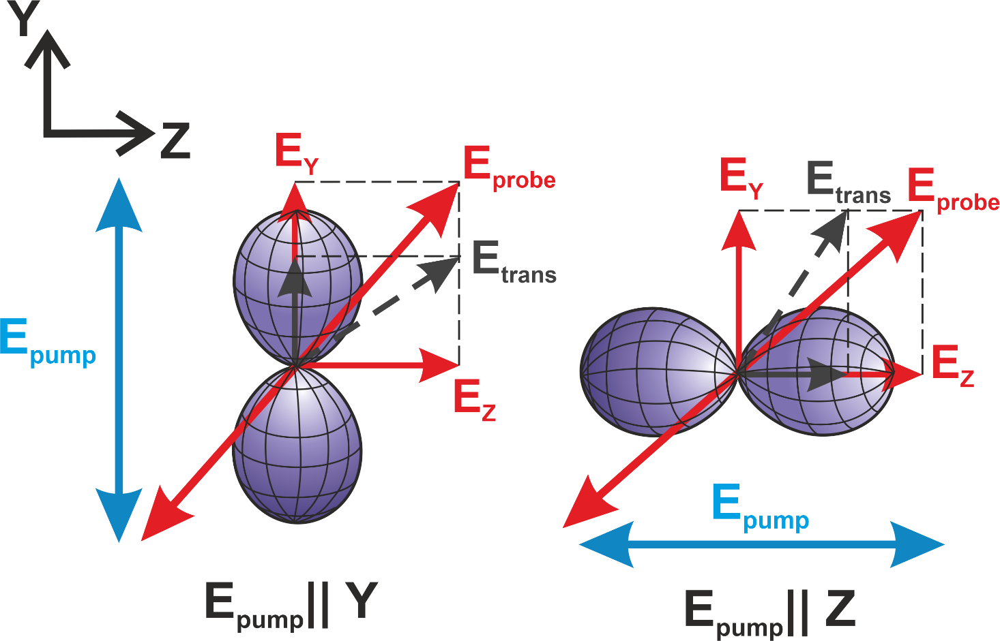 Y
Z
E_Y
E_probe
E_trans
E_Z
E_pump
E_pump|| Y
E_Y
E_trans
E_probe
E_Z
E_pump
E_pump|| Z